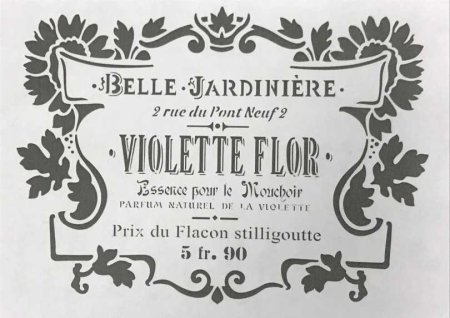 ·BELLE·JARDINIÈRE·
2 rue du Pont Neuf 2
·VIOLETTE FLOR·
Essence pour le Mouchoir
PARFUM NATUREL DE LA VIOLETTE
Prix du Flacon stilligoutte
5 fr. 90